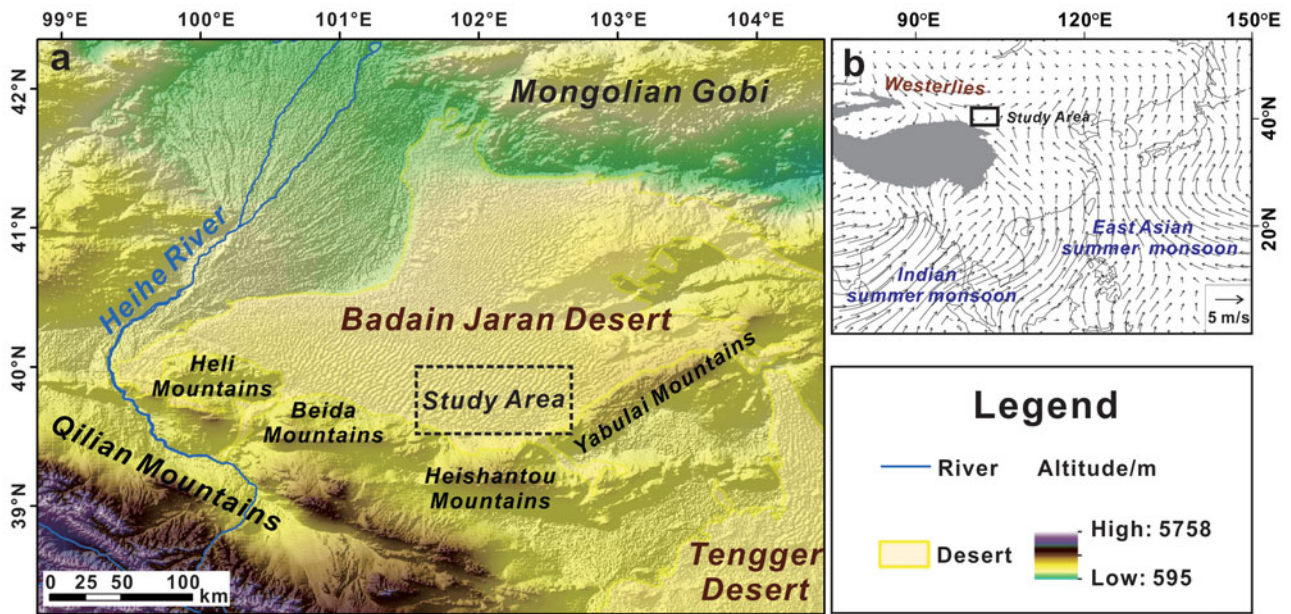 99°E 100°E 101°E 102°E 103°E 104°E
90°E 120°E 150°E
a
42°N
41°N
40°N
39°N
Mongolian Gobi
Heihe River
Badain Jaran Desert
Heli
Mountains
Beida
Mountains
Study Area
Yabulai Mountains
Qilian Mountains
Heishantou
Mountains
Tengger
Desert
0 25 50 100
km
b
Westerlies
Study Area
40°N
20°N
East Asian
summer monsoon
Indian
summer monsoon
5 m/s
Legend
River
Altitude/m
Desert
High: 5758
Low: 595